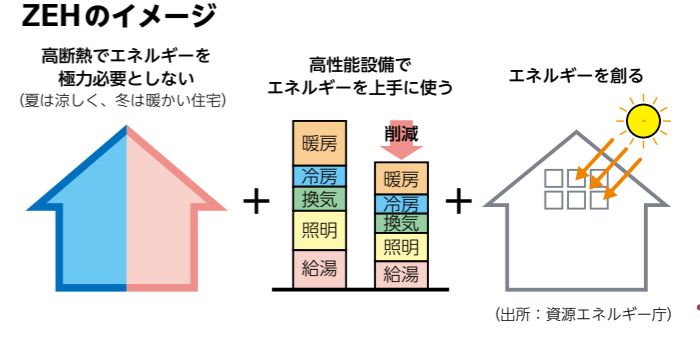 ZEHのイメージ
高断熱でエネルギーを
極力必要としない
（夏は涼しく、冬は暖かい住宅）
高性能設備で
エネルギーを上手に使う
暖房
冷房
換気
照明
給湯
削減
暖房
冷房
換気
照明
給湯
エネルギーを創る
＋
＋
（出所：資源エネルギー庁）